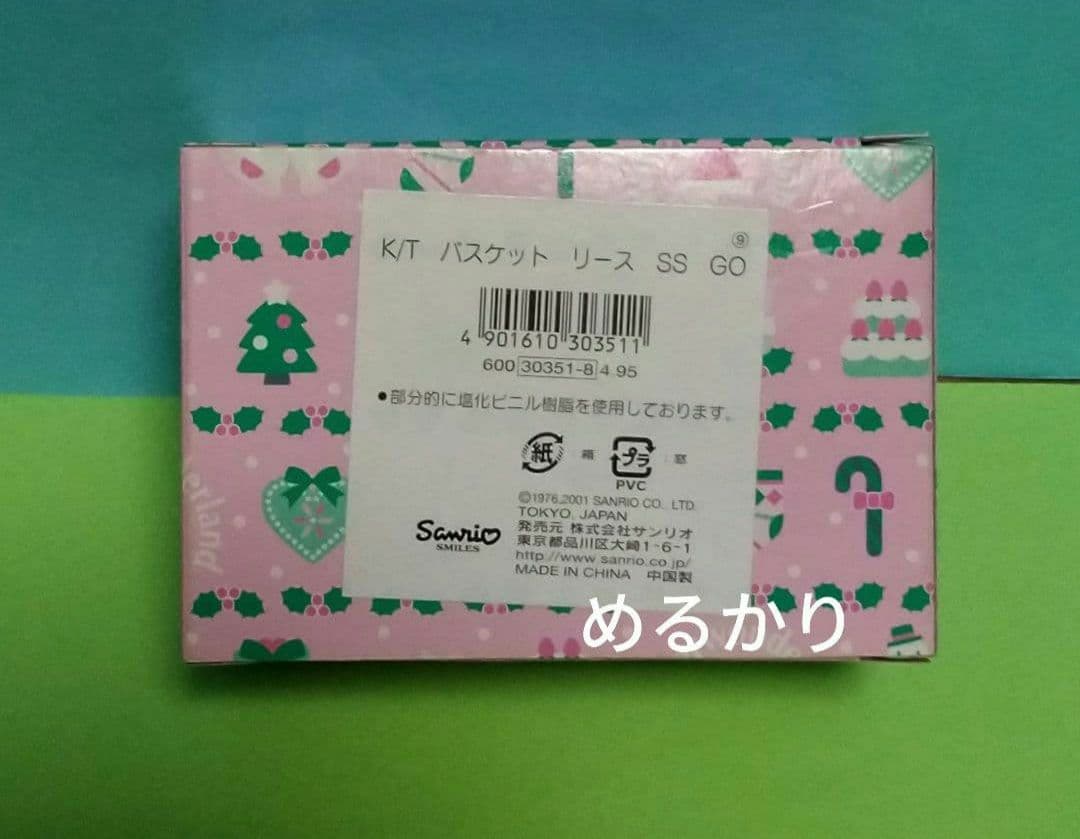 ⑨
K/T バスケット リース SS GO
4 901610 303511
600 30351-8 4 95
●部分的に塩化ビニル樹脂を使用しております。
紙 箱 プラ : 窓
PVC
©1976,2001 SANRIO CO., LTD.
TOKYO, JAPAN
発売元 株式会社サンリオ
東京都品川区大崎1-6-1
http://www.sanrio.co.jp/
MADE IN CHINA 中国製
Sanrio
SMILES
めるかり